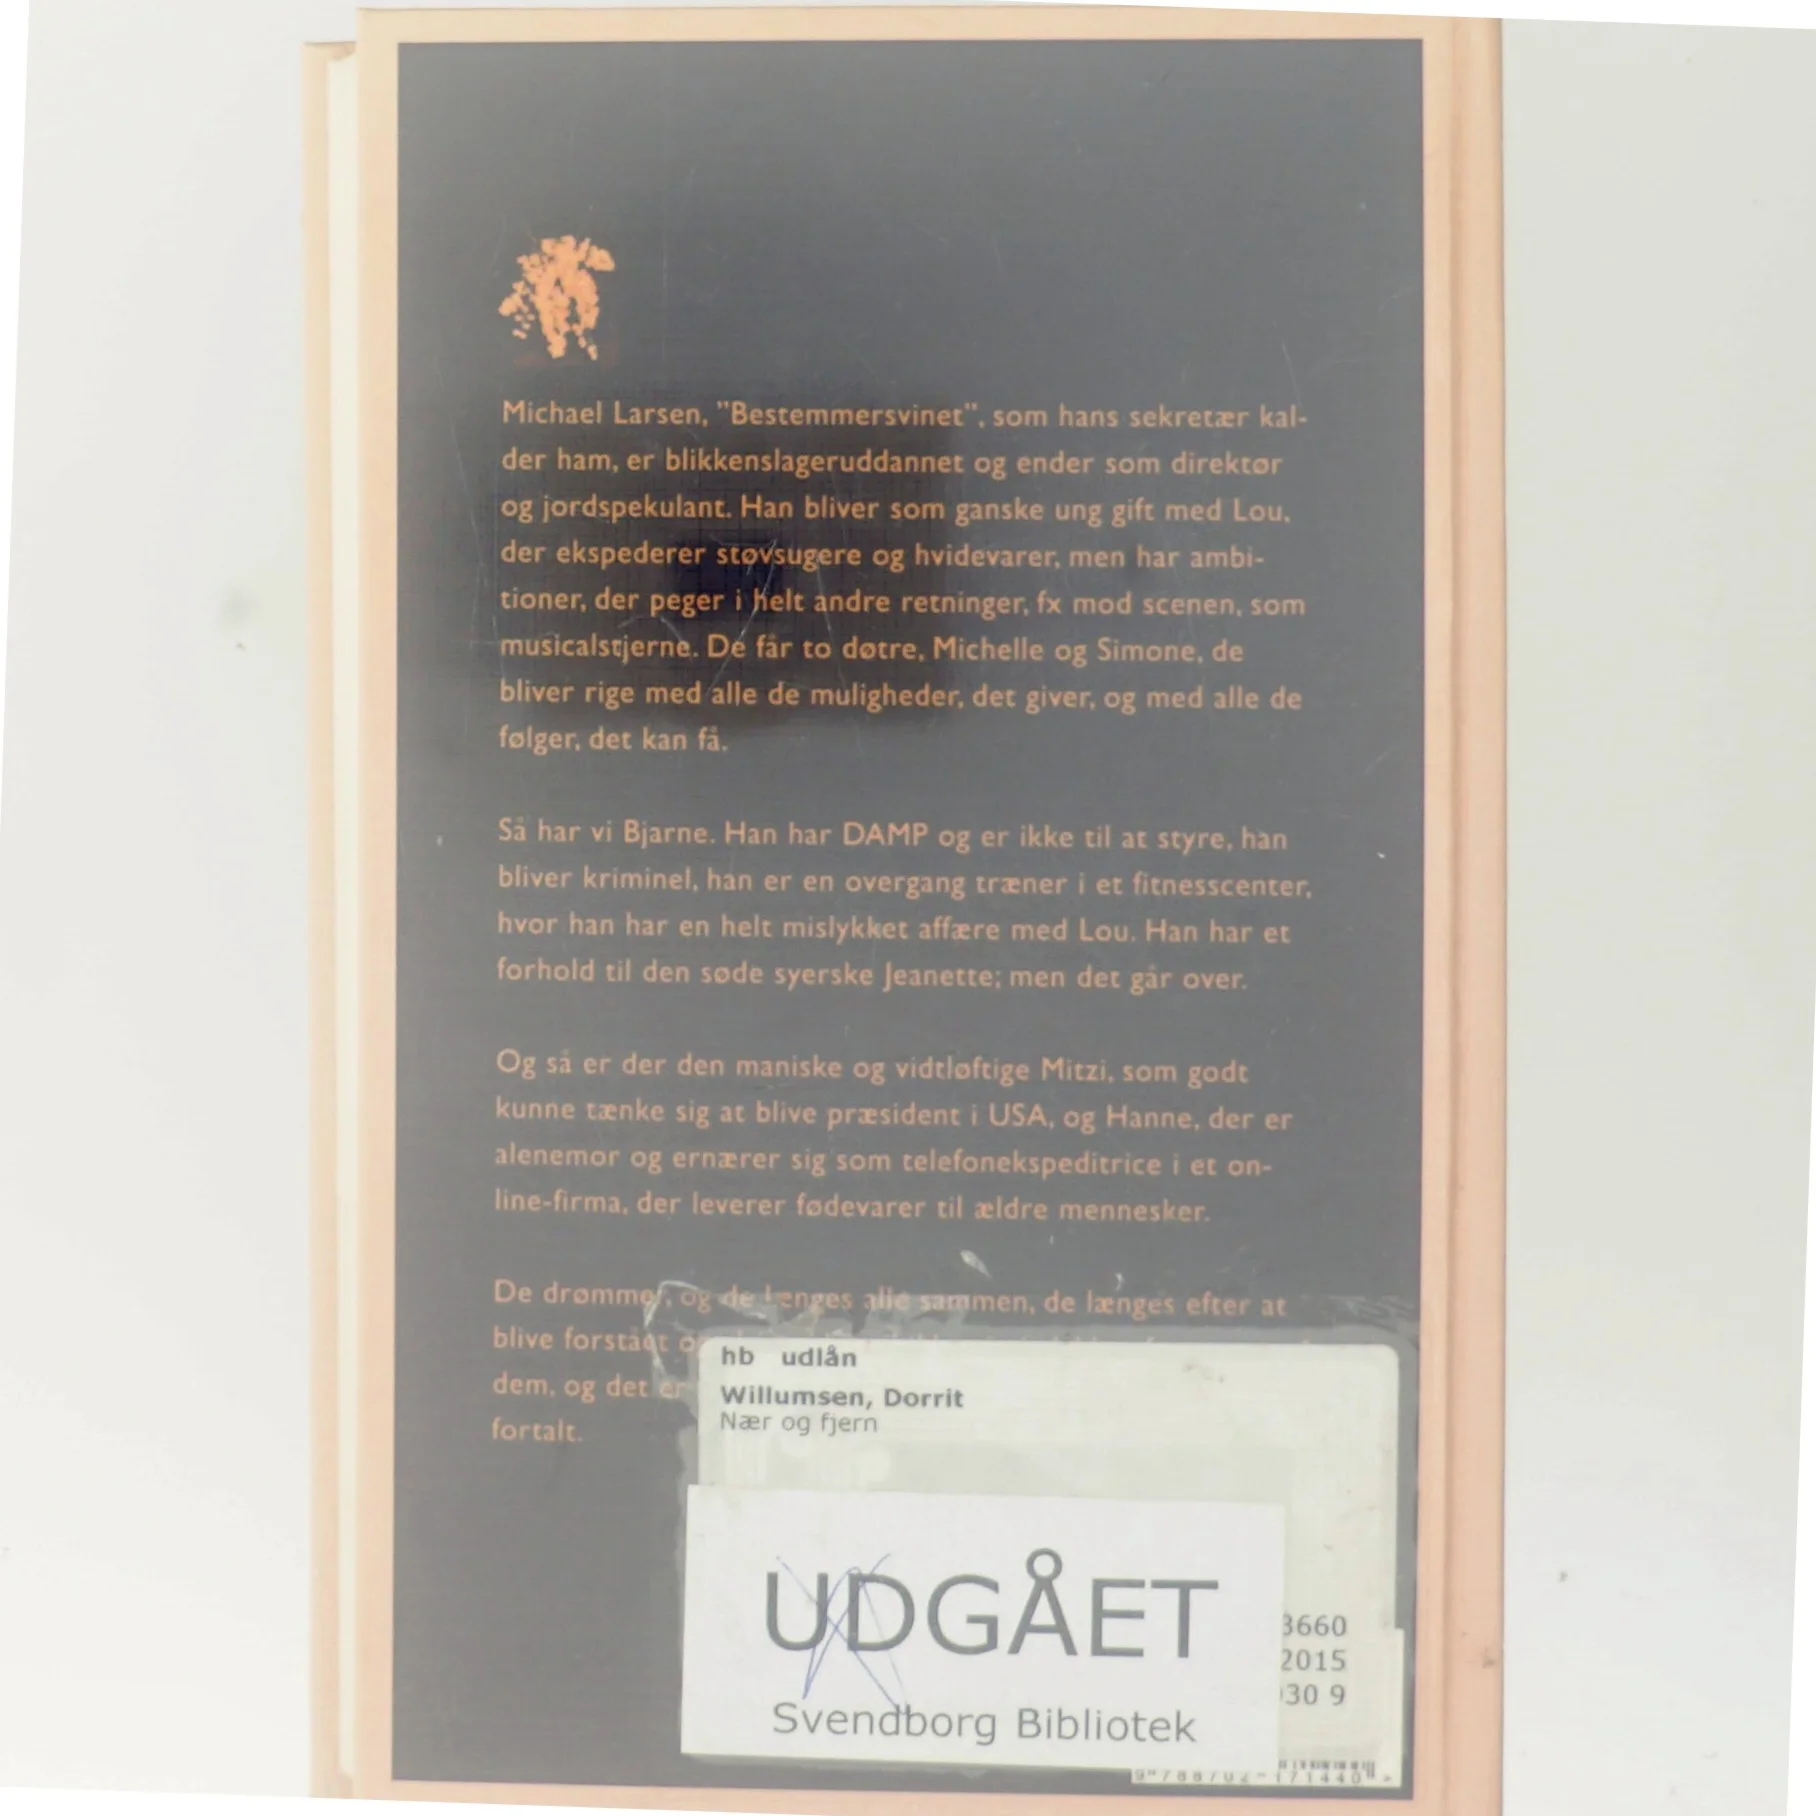 Michael Larsen, "Bestemmersvinet", som hans sekretær kal-
der ham, er blikkenslageruddannet og ender som direktør
og jordspekulant. Han bliver som ganske ung gift med Lou,
der ekspederer støvsugere og hvidevarer, men har ambi-
tioner, der peger i helt andre retninger, fx mod scenen, som
musicalstjerne. De får to døtre, Michelle og Simone, de
bliver rige med alle de muligheder, det giver, og med alle de
følger, det kan få.
Så har vi Bjarne. Han har DAMP og er ikke til at styre, han
bliver kriminel, han er en overgang træner i et fitnesscenter,
hvor han har en helt mislykket affære med Lou. Han har et
forhold til den søde syerske Jeanette; men det går over.
Og så er der den maniske og vidtløftige Mitzi, som godt
kunne tænke sig at blive præsident i USA, og Hanne, der er
alenemor og ernærer sig som telefonekspeditrice i et on-
line-firma, der leverer fødevarer til ældre mennesker.
De drømmer, og de længes alle sammen, de længes efter at
blive forstået
dem, og det er
fortalt.
hb udlån
Willumsen, Dorrit
Nær og fjern
UDGÅET
Svendborg Bibliotek
3660
2015
30 9
9"788702-171440">